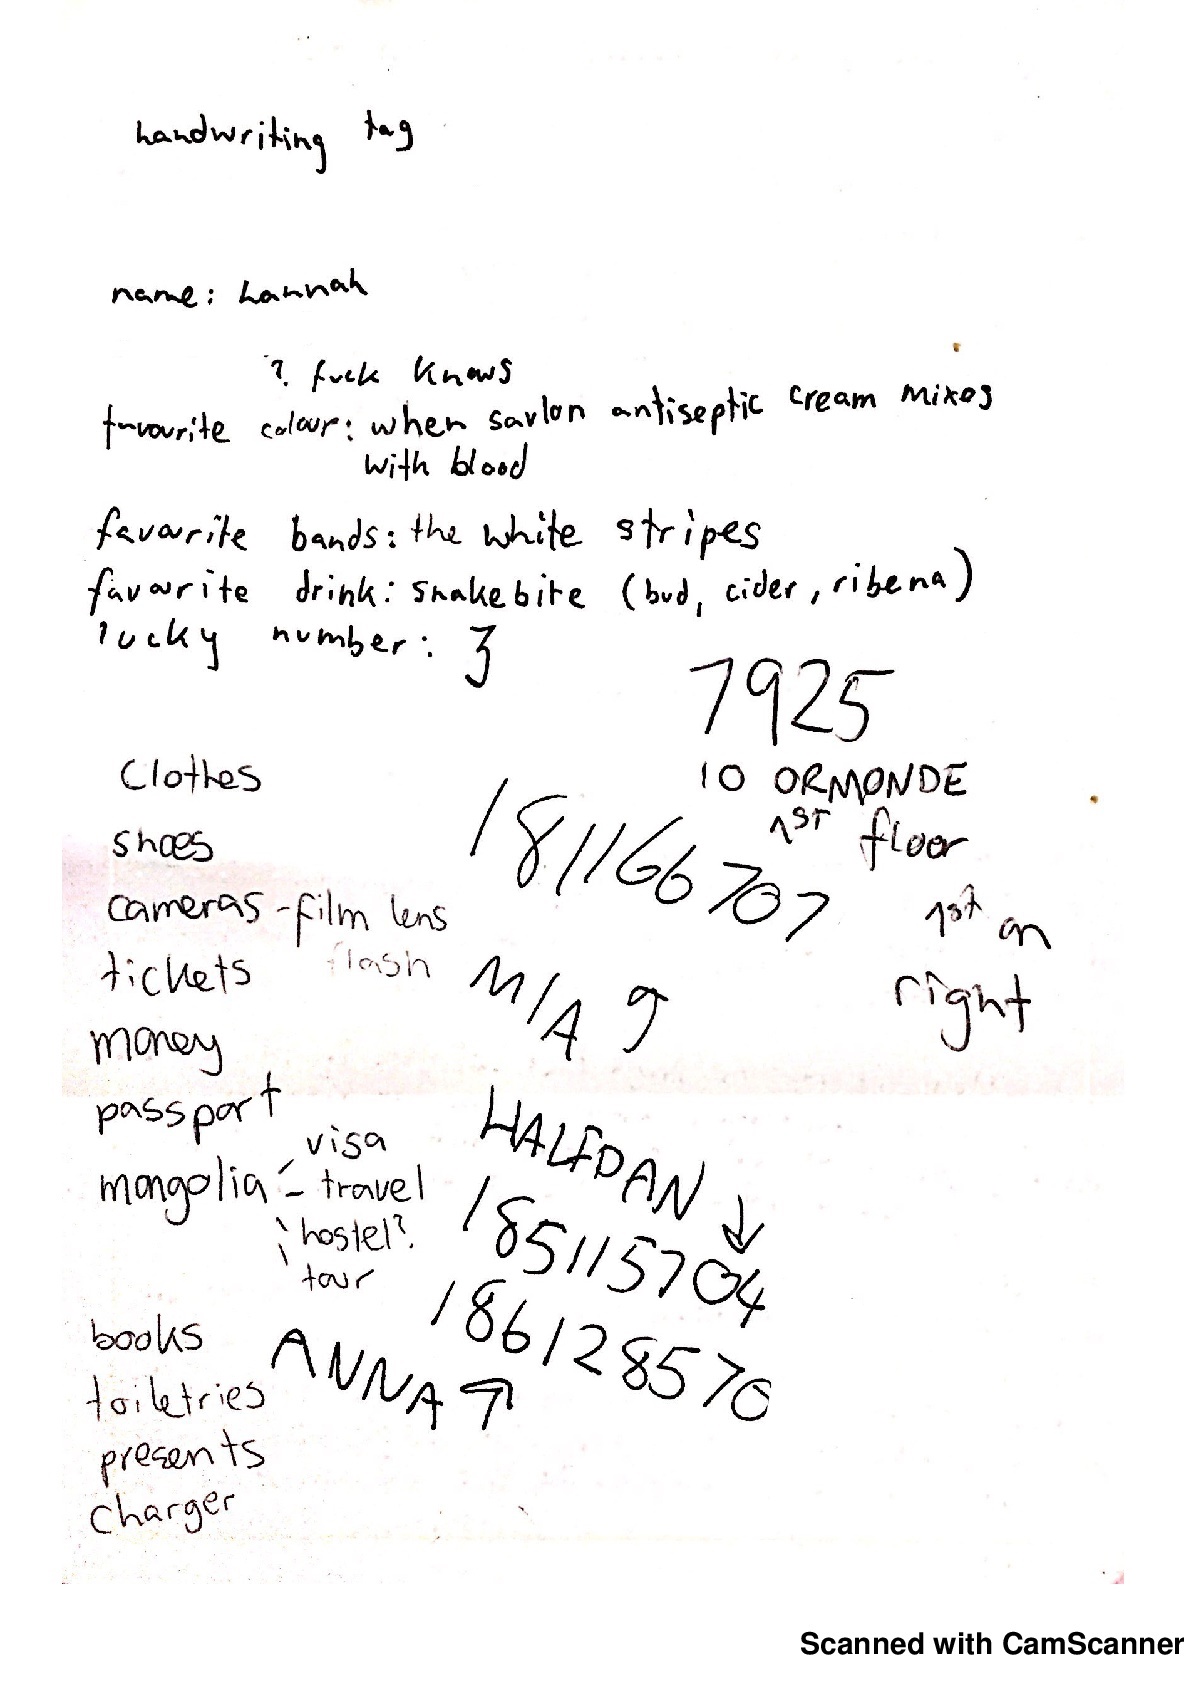 handwriting tag
name: hannah
? fuck knows
favourite colour: when savlon antiseptic cream mixes
with blood
favourite bands: the white stripes
favourite drink: snakebite (bud, cider, ribena)
lucky number: 3
7925
10 ORMONDE
1ST floor
1st on
right
clothes
shoes
cameras - film lens
flash
tickets
money
passport
mongolia - visa
- travel
hostel?
tour
books
toiletries
presents
charger
181166707
MIA
HALFDAN ↓
185115704
186128570
ANNA ↑
Scanned with CamScanner